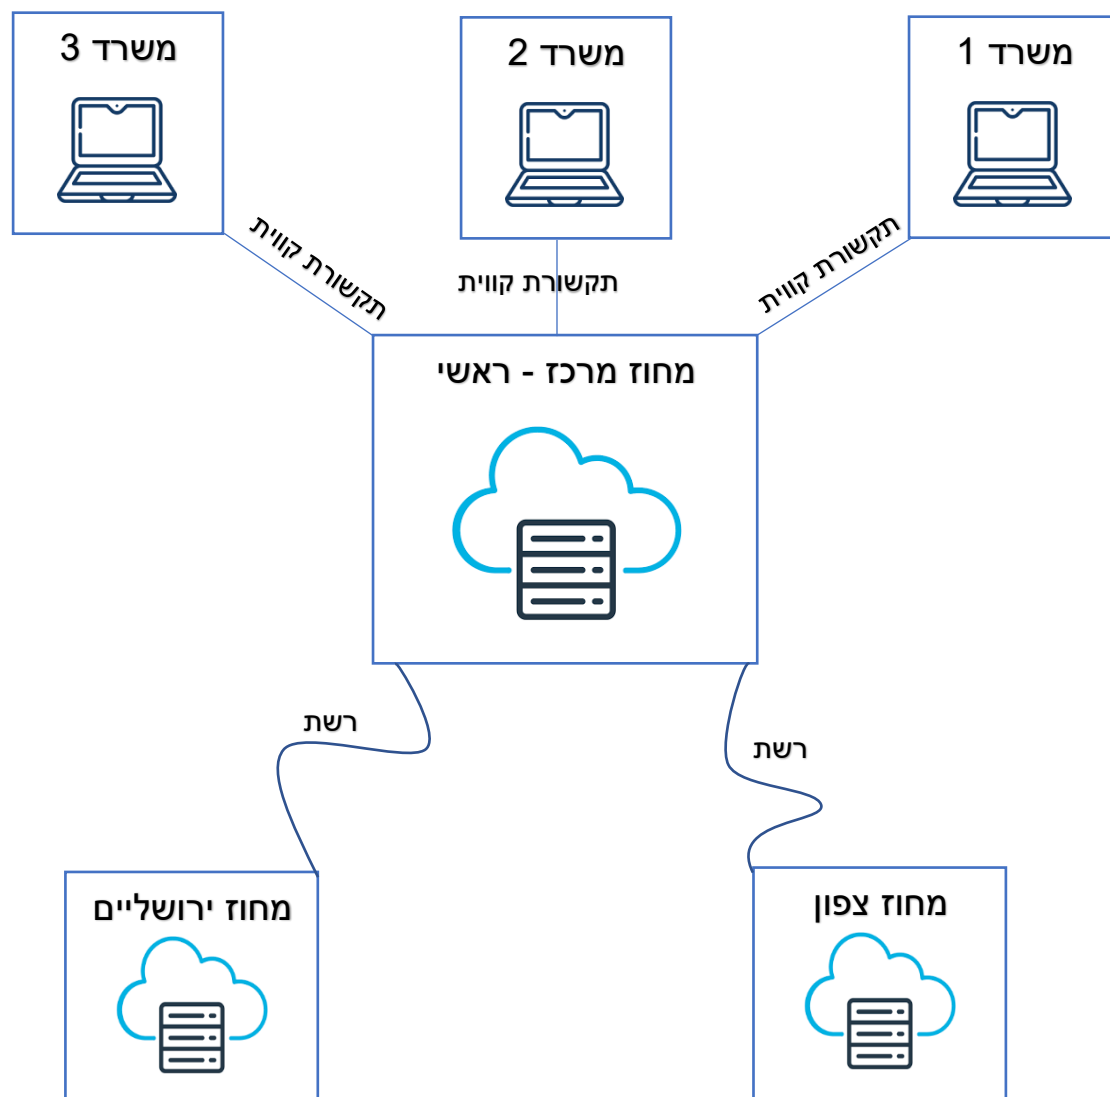 משרד 1
משרד 2
משרד 3
תקשורת קווית
תקשורת קווית
תקשורת קווית
מחוז מרכז - ראשי
רשת
רשת
מחוז צפון
מחוז ירושליים